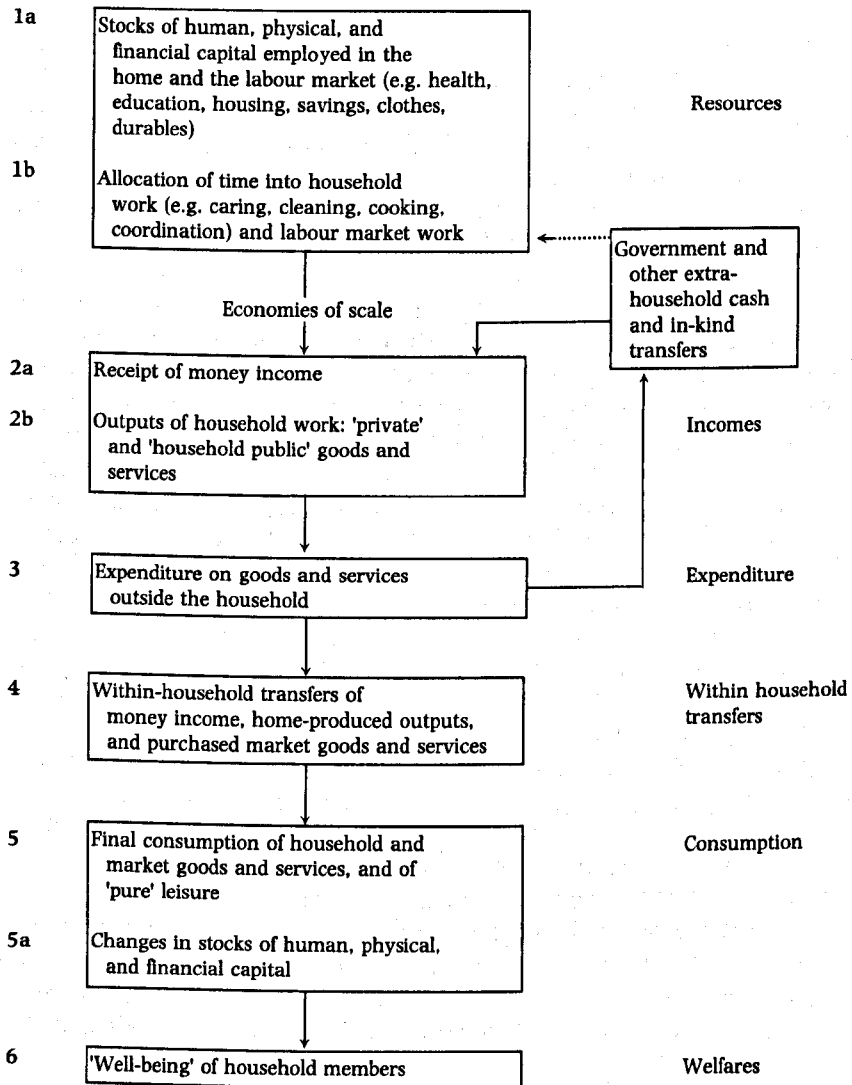 1a
Stocks of human, physical, and
financial capital employed in the
home and the labour market (e.g. health,
education, housing, savings, clothes,
durables)
Resources
1b
Allocation of time into household
work (e.g. caring, cleaning, cooking,
coordination) and labour market work
Government and
other extra-
household cash
and in-kind
transfers
Economies of scale
2a
Receipt of money income
2b
Outputs of household work: 'private'
and 'household public' goods and
services
Incomes
3
Expenditure on goods and services
outside the household
Expenditure
4
Within-household transfers of
money income, home-produced outputs,
and purchased market goods and services
Within household
transfers
5
Final consumption of household and
market goods and services, and of
'pure' leisure
Consumption
5a
Changes in stocks of human, physical,
and financial capital
6
'Well-being' of household members
Welfares